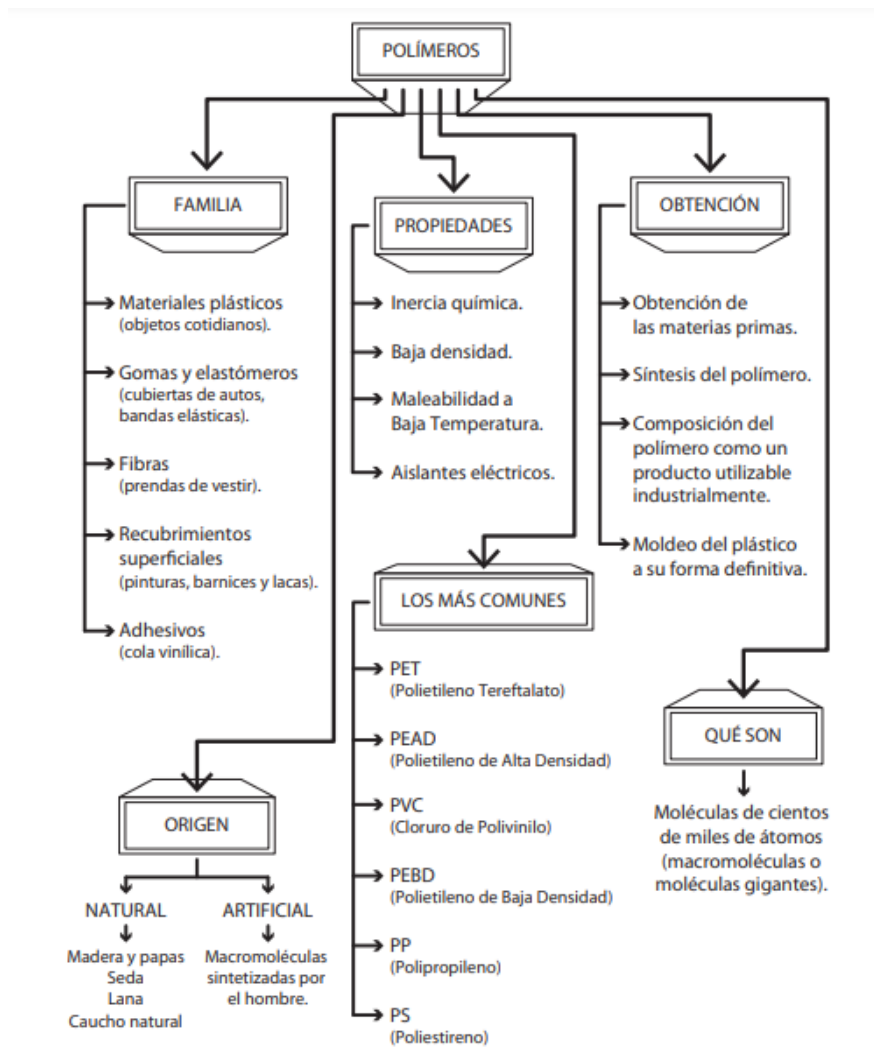 POLÍMEROS
FAMILIA
Materiales plásticos
(objetos cotidianos).
Gomas y elastómeros
(cubiertas de autos,
bandas elásticas).
Fibras
(prendas de vestir).
Recubrimientos
superficiales
(pinturas, barnices y lacas).
Adhesivos
(cola vinílica).
PROPIEDADES
Inercia química.
Baja densidad.
Maleabilidad a
Baja Temperatura.
Aislantes eléctricos.
OBTENCIÓN
Obtención de
las materias primas.
Síntesis del polímero.
Composición del
polímero como un
producto utilizable
industrialmente.
Moldeo del plástico
a su forma definitiva.
LOS MÁS COMUNES
PET
(Polietileno Tereftalato)
PEAD
(Polietileno de Alta Densidad)
PVC
(Cloruro de Polivinilo)
PEBD
(Polietileno de Baja Densidad)
PP
(Polipropileno)
PS
(Poliestireno)
QUÉ SON
Moléculas de cientos
de miles de átomos
(macromoléculas o
moléculas gigantes).
ORIGEN
NATURAL
Madera y papas
Seda
Lana
Caucho natural
ARTIFICIAL
Macromoléculas
sintetizadas por
el hombre.